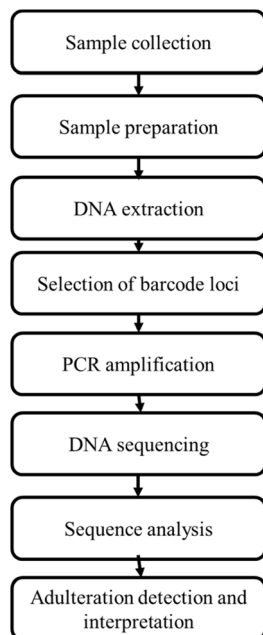 Sample collection
Sample preparation
DNA extraction
Selection of barcode loci
PCR amplification
DNA sequencing
Sequence analysis
Adulteration detection and
interpretation